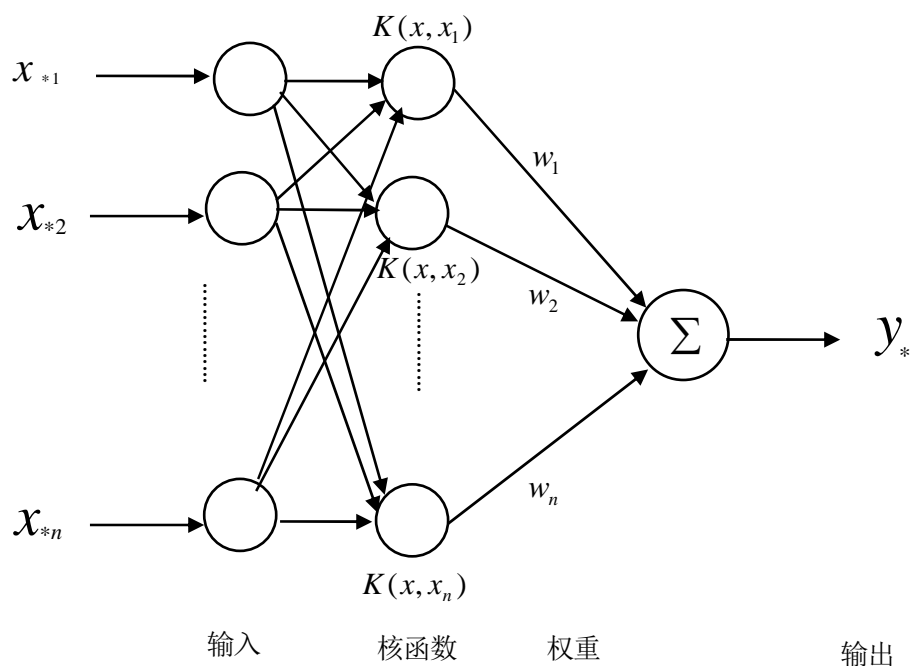 K(x, x₁)
x*1
w₁
x*2
K(x, x₂)
w₂
Σ
y*
wₙ
x*n
K(x, xₙ)
输入 核函数 权重 输出